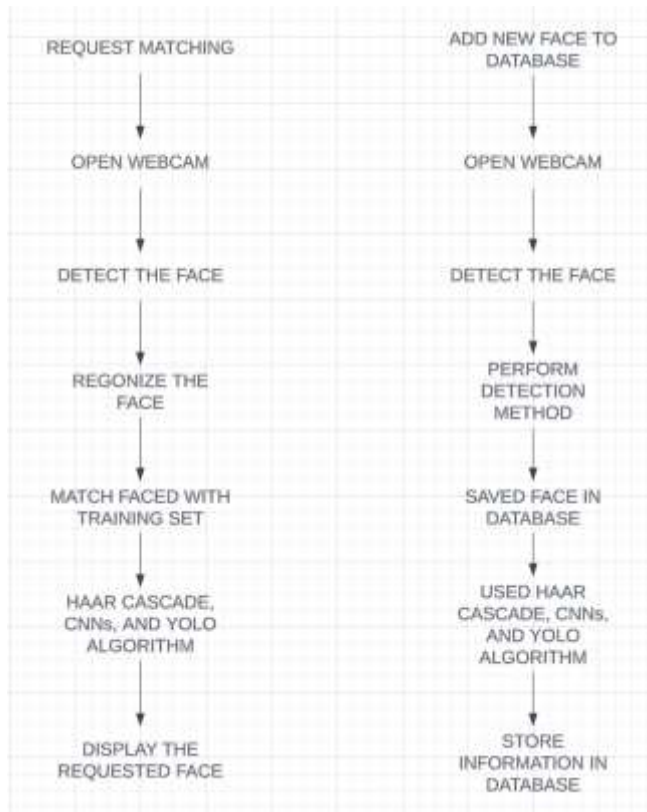 REQUEST MATCHING
OPEN WEBCAM
DETECT THE FACE
REGONIZE THE
FACE
MATCH FACED WITH
TRAINING SET
HAAR CASCADE,
CNNs, AND YOLO
ALGORITHM
DISPLAY THE
REQUESTED FACE
ADD NEW FACE TO
DATABASE
OPEN WEBCAM
DETECT THE FACE
PERFORM
DETECTION
METHOD
SAVED FACE IN
DATABASE
USED HAAR
CASCADE, CNNs,
AND YOLO
ALGORITHM
STORE
INFORMATION IN
DATABASE